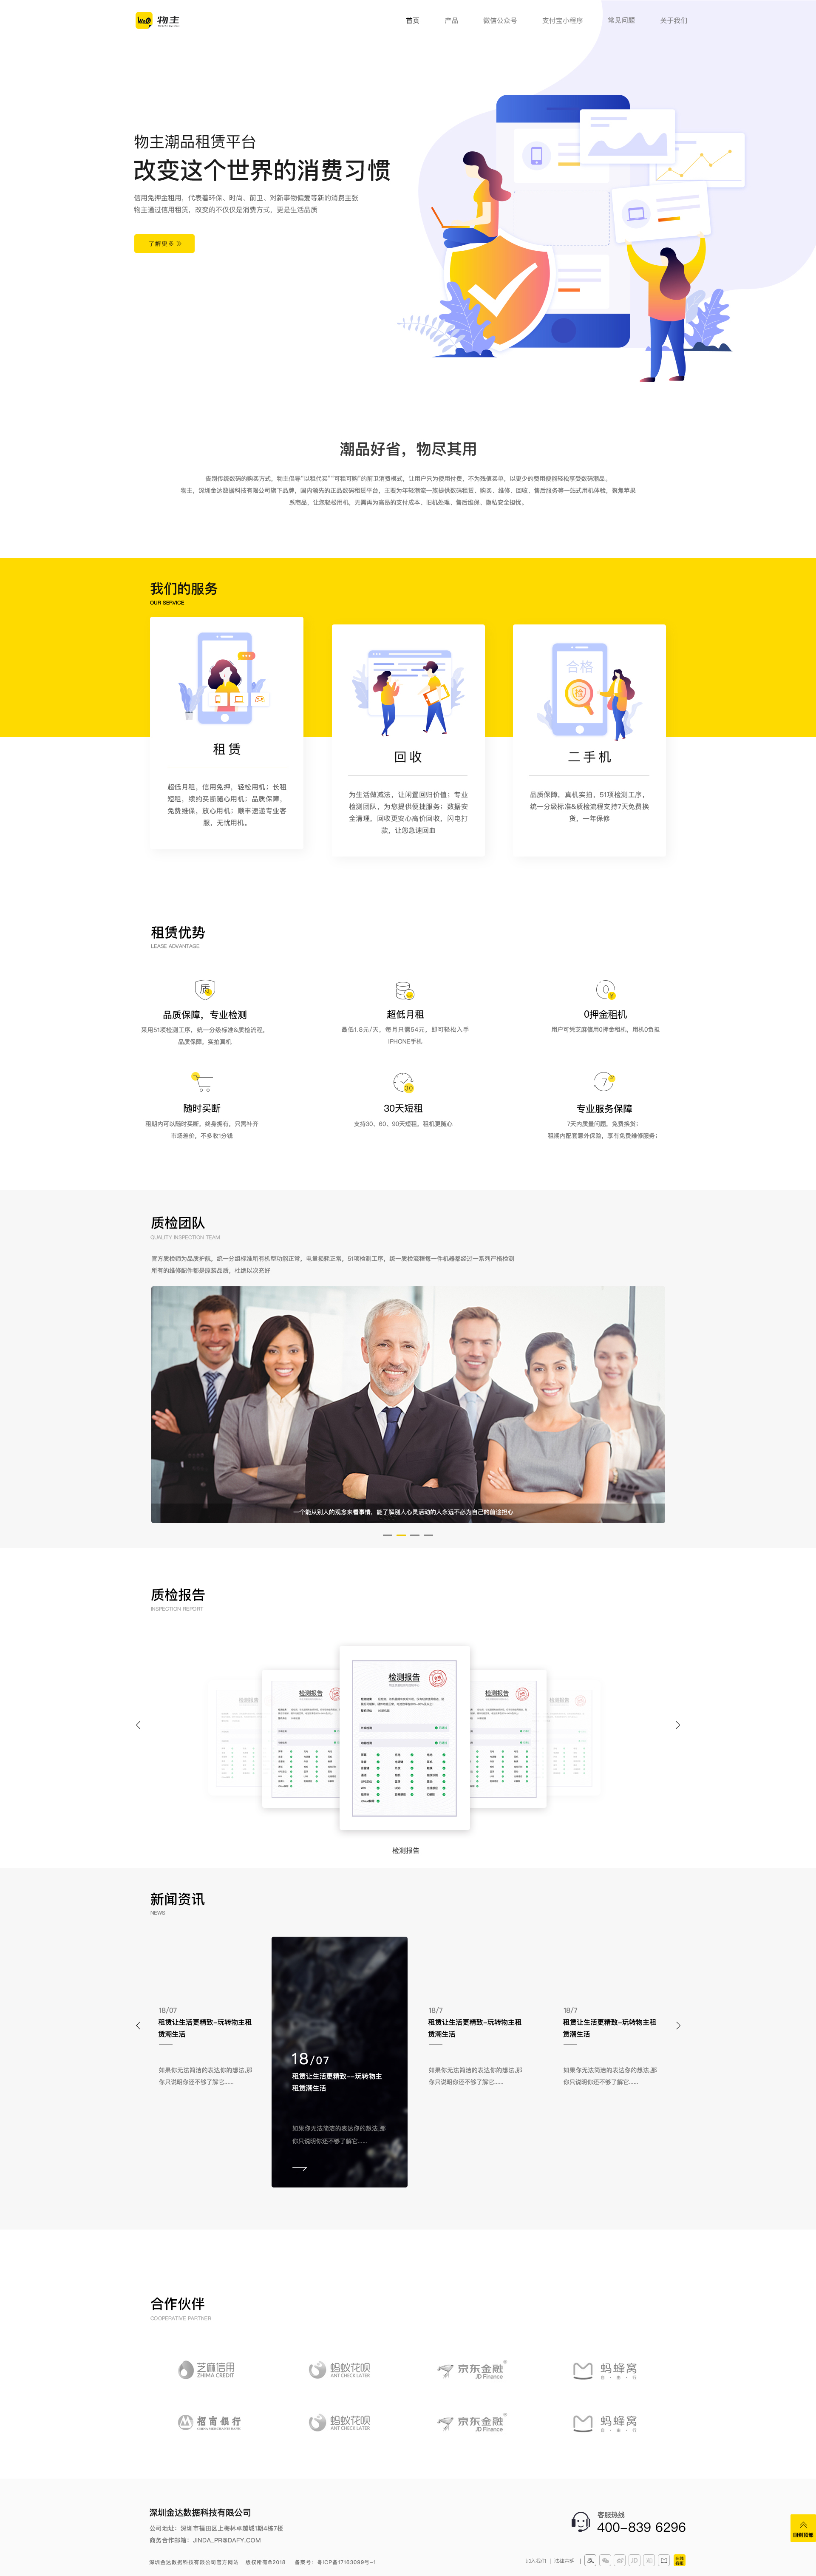 物主
首页 产品 微信公众号 支付宝小程序 常见问题 关于我们
物主潮品租赁平台
改变这个世界的消费习惯
信用免押金租用，代表着环保、时尚、前卫、对新事物偏爱等新的消费主张
物主通过信用租赁，改变的不仅仅是消费方式，更是生活品质
了解更多
潮品好省，物尽其用
告别传统数码的购买方式，物主倡导“以租代买”“可租可购”的前卫消费模式，让用户只为使用付费，不为残值买单，以更少的费用便能轻松享受数码潮品。
物主，深圳金达数据科技有限公司旗下品牌，国内领先的正品数码租赁平台，主要为年轻潮流一族提供数码租赁、购买、维修、回收、售后服务等一站式用机体验，聚焦苹果
系商品，让您轻松用机，无需再为高昂的支付成本、旧机处理、售后维保、隐私安全担忧。
我们的服务
OUR SERVICE
合格
检
租赁
超低月租，信用免押，轻松用机；长租
短租，续约买断随心用机；品质保障，
免费维保，放心用机；顺丰速递专业客
服，无忧用机。
回收
为生活做减法，让闲置回归价值；专业
检测团队，为您提供便捷服务；数据安
全清理，回收更安心高价回收，闪电打
款，让您急速回血
二手机
品质保障，真机实拍，51项检测工序，
统一分级标准&质检流程支持7天免费换
货，一年保修
租赁优势
LEASE ADVANTAGE
质
品质保障，专业检测
采用51项检测工序，统一分级标准&质检流程，
品质保障，实拍真机
超低月租
最低1.8元/天，每月只需54元，即可轻松入手
IPHONE手机
0
¥
0押金租机
用户可凭芝麻信用0押金租机，用机0负担
随时买断
租期内可以随时买断，终身拥有，只需补齐
市场差价，不多收1分钱
30
30天短租
支持30、60、90天短租，租机更随心
7
专业服务保障
7天内质量问题，免费换货；
租期内配套意外保险，享有免费维修服务；
质检团队
QUALITY INSPECTION TEAM
官方质检师为品质护航，统一分组标准所有机型功能正常，电量损耗正常，51项检测工序，统一质检流程每一件机器都经过一系列严格检测
所有的维修配件都是原装品质，杜绝以次充好
一个能从别人的观念来看事情，能了解别人心灵活动的人永远不必为自己的前途担心
质检报告
INSPECTION REPORT
检测报告
检测报告
检测报告
检测报告
检测报告
检测报告
新闻资讯
NEWS
18/07
租赁让生活更精致-玩转物主租
赁潮生活
如果你无法简洁的表达你的想法,那
你只说明你还不够了解它......
18/07
租赁让生活更精致--玩转物主
租赁潮生活
如果你无法简洁的表达你的想法,那
你只说明你还不够了解它......
18/7
租赁让生活更精致-玩转物主租
赁潮生活
如果你无法简洁的表达你的想法,那
你只说明你还不够了解它......
18/7
租赁让生活更精致-玩转物主租
赁潮生活
如果你无法简洁的表达你的想法,那
你只说明你还不够了解它......
合作伙伴
COOPERATIVE PARTNER
芝麻信用
ZHIMA CREDIT
蚂蚁花呗
ANT CHECK LATER
京东金融
JD Finance
蚂蜂窝
自·由·行
招商银行
CHINA MERCHANTS BANK
蚂蚁花呗
ANT CHECK LATER
京东金融
JD Finance
蚂蜂窝
自·由·行
深圳金达数据科技有限公司
公司地址：深圳市福田区上梅林卓越城1期4栋7楼
商务合作邮箱：JINDA_PR@DAFY.COM
客服热线
400-839 6296
回到顶部
深圳金达数据科技有限公司官方网站 版权所有©2018 备案号：粤ICP备17163099号-1
加入我们 | 法律声明 |